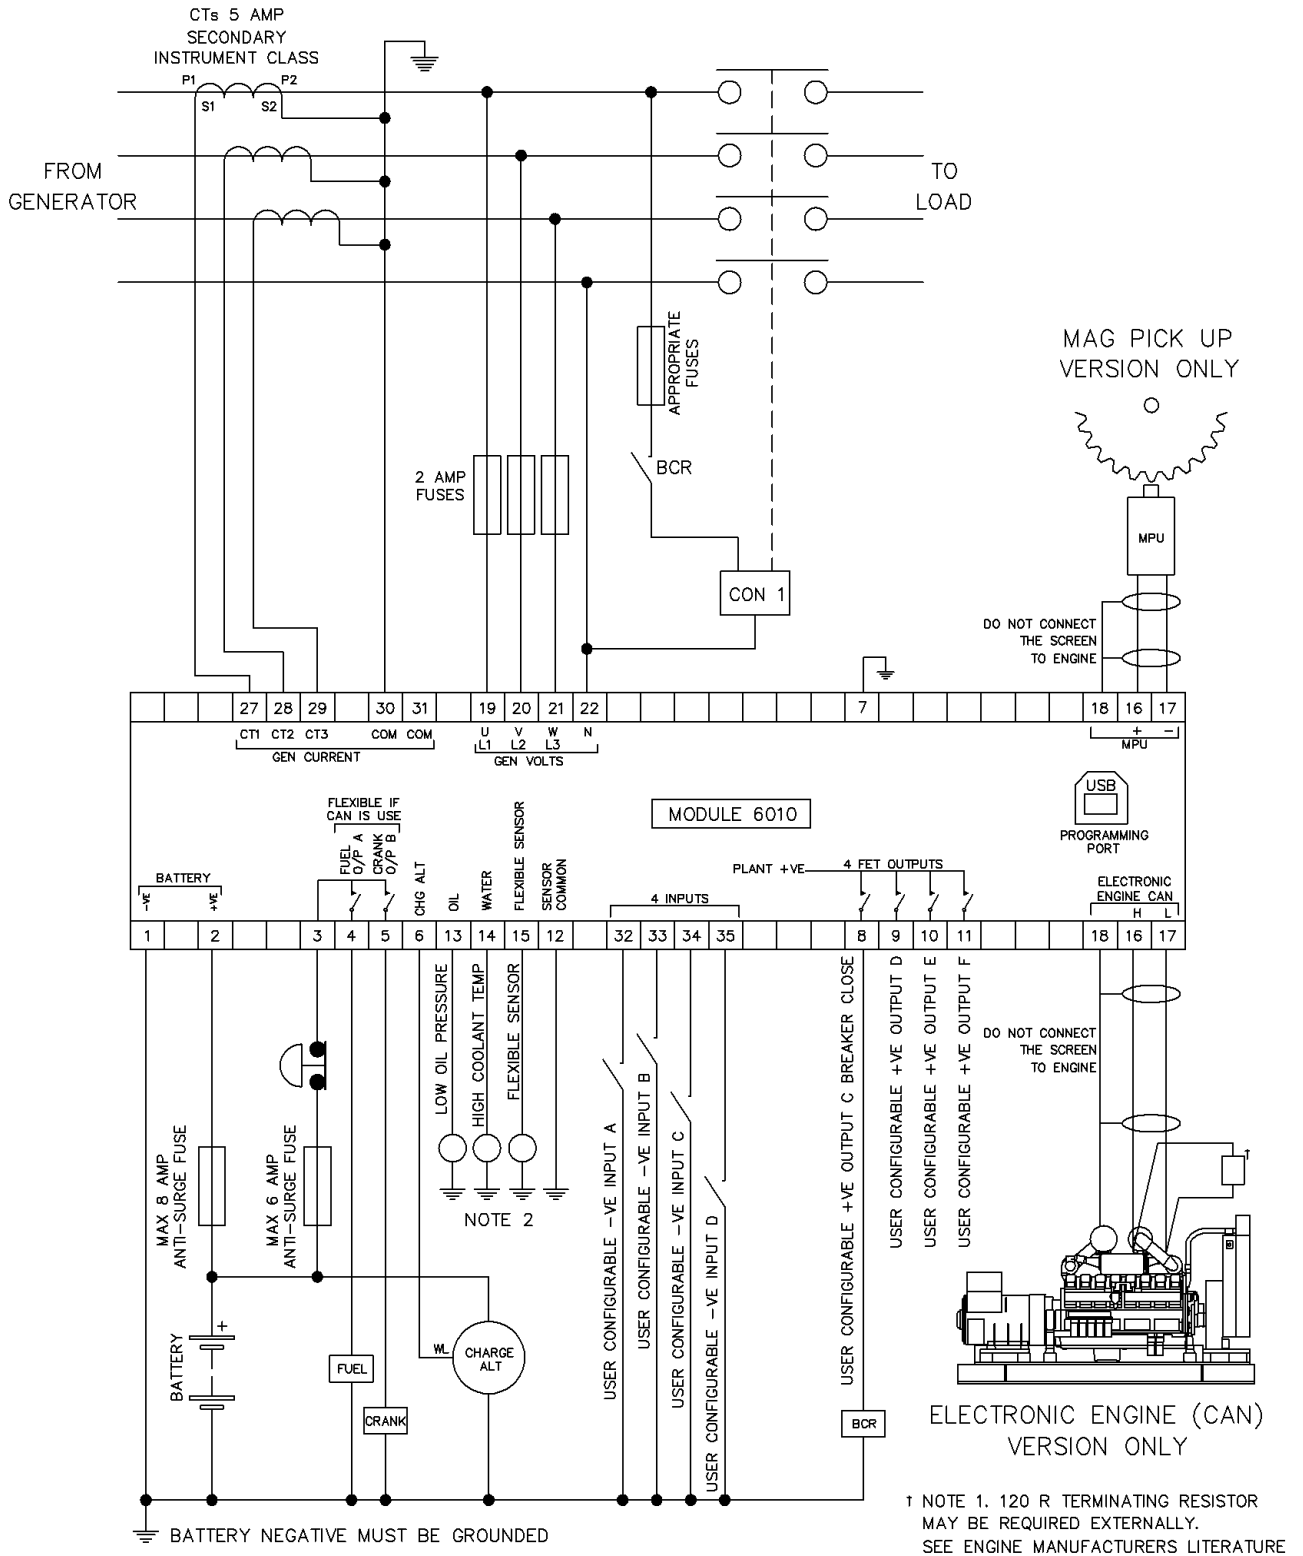 CTs 5 AMP
SECONDARY
INSTRUMENT CLASS
P1
P2
S1
S2
FROM
GENERATOR
TO
LOAD
APPROPRIATE
FUSES
MAG PICK UP
VERSION ONLY
2 AMP
FUSES
BCR
MPU
CON 1
DO NOT CONNECT
THE SCREEN
TO ENGINE
27 28 29 30 31 19 20 21 22 7 18 16 17
CT1 CT2 CT3 COM COM
GEN CURRENT
U V W N
L1 L2 L3
GEN VOLTS
+ −
MPU
USB
PROGRAMMING
PORT
MODULE 6010
FLEXIBLE IF
CAN IS USE
FUEL
O/P A
CRANK
O/P B
CHG ALT
OIL
WATER
FLEXIBLE SENSOR
SENSOR
COMMON
PLANT +VE
4 FET OUTPUTS
BATTERY
−VE
+VE
4 INPUTS
ELECTRONIC
ENGINE CAN
H L
1 2 3 4 5 6 13 14 15 12 32 33 34 35 8 9 10 11 18 16 17
LOW OIL PRESSURE
HIGH COOLANT TEMP
FLEXIBLE SENSOR
NOTE 2
USER CONFIGURABLE −VE INPUT A
USER CONFIGURABLE −VE INPUT B
USER CONFIGURABLE −VE INPUT C
USER CONFIGURABLE −VE INPUT D
USER CONFIGURABLE +VE OUTPUT C BREAKER CLOSE
USER CONFIGURABLE +VE OUTPUT D
USER CONFIGURABLE +VE OUTPUT E
USER CONFIGURABLE +VE OUTPUT F
DO NOT CONNECT
THE SCREEN
TO ENGINE
MAX 8 AMP
ANTI−SURGE FUSE
MAX 6 AMP
ANTI−SURGE FUSE
†
+
BATTERY
WL
CHARGE
ALT
FUEL
CRANK
BCR
ELECTRONIC ENGINE (CAN)
VERSION ONLY
† NOTE 1. 120 R TERMINATING RESISTOR
MAY BE REQUIRED EXTERNALLY.
SEE ENGINE MANUFACTURERS LITERATURE
BATTERY NEGATIVE MUST BE GROUNDED